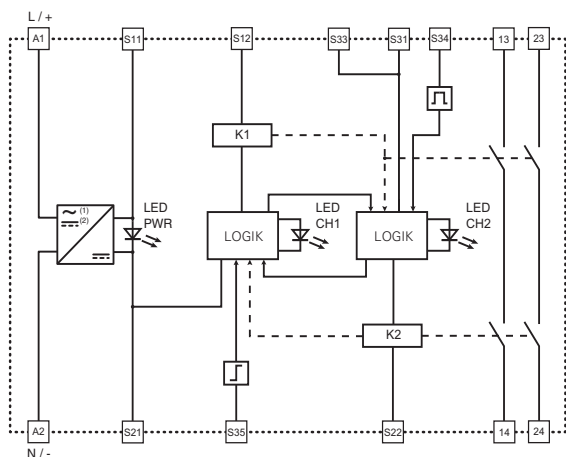 L / +
A1
S11
S12
S33
S31
S34
13
23
K1
(1)
(2)
LED
PWR
LOGIK
LED
CH1
LOGIK
LED
CH2
K2
A2
S21
S35
S22
14
24
N / -